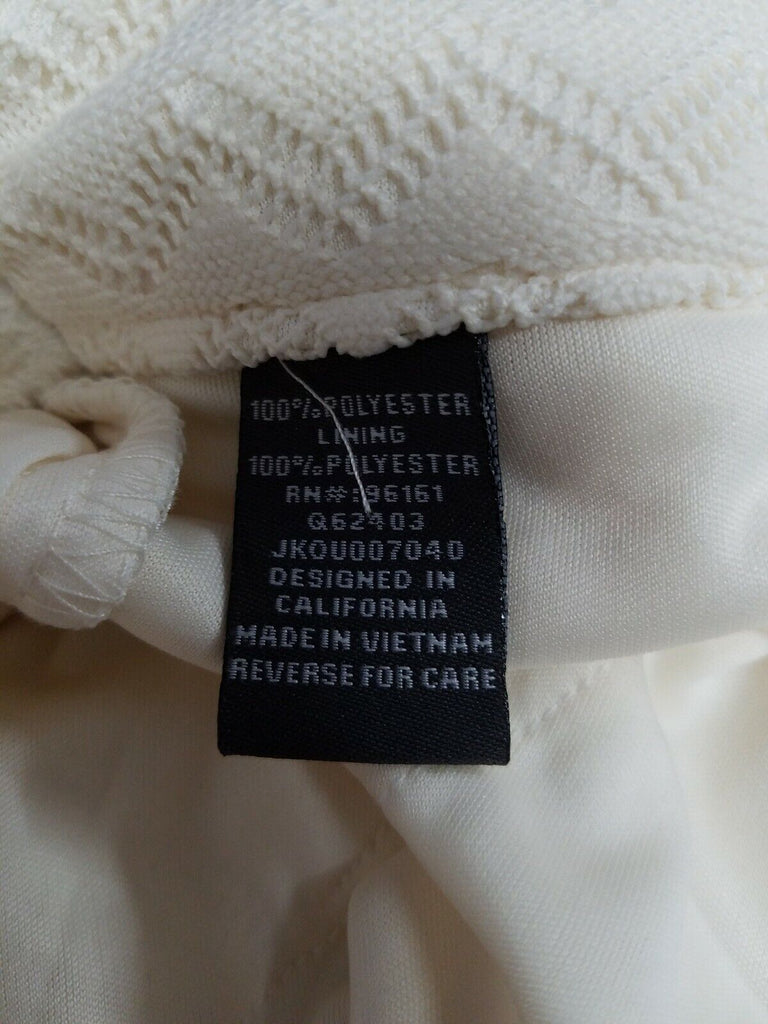 100%POLYESTER
LINING
100%POLYESTER
RN#:96161
Q62403
JKOU007040
DESIGNED IN
CALIFORNIA
MADE IN VIETNAM
REVERSE FOR CARE